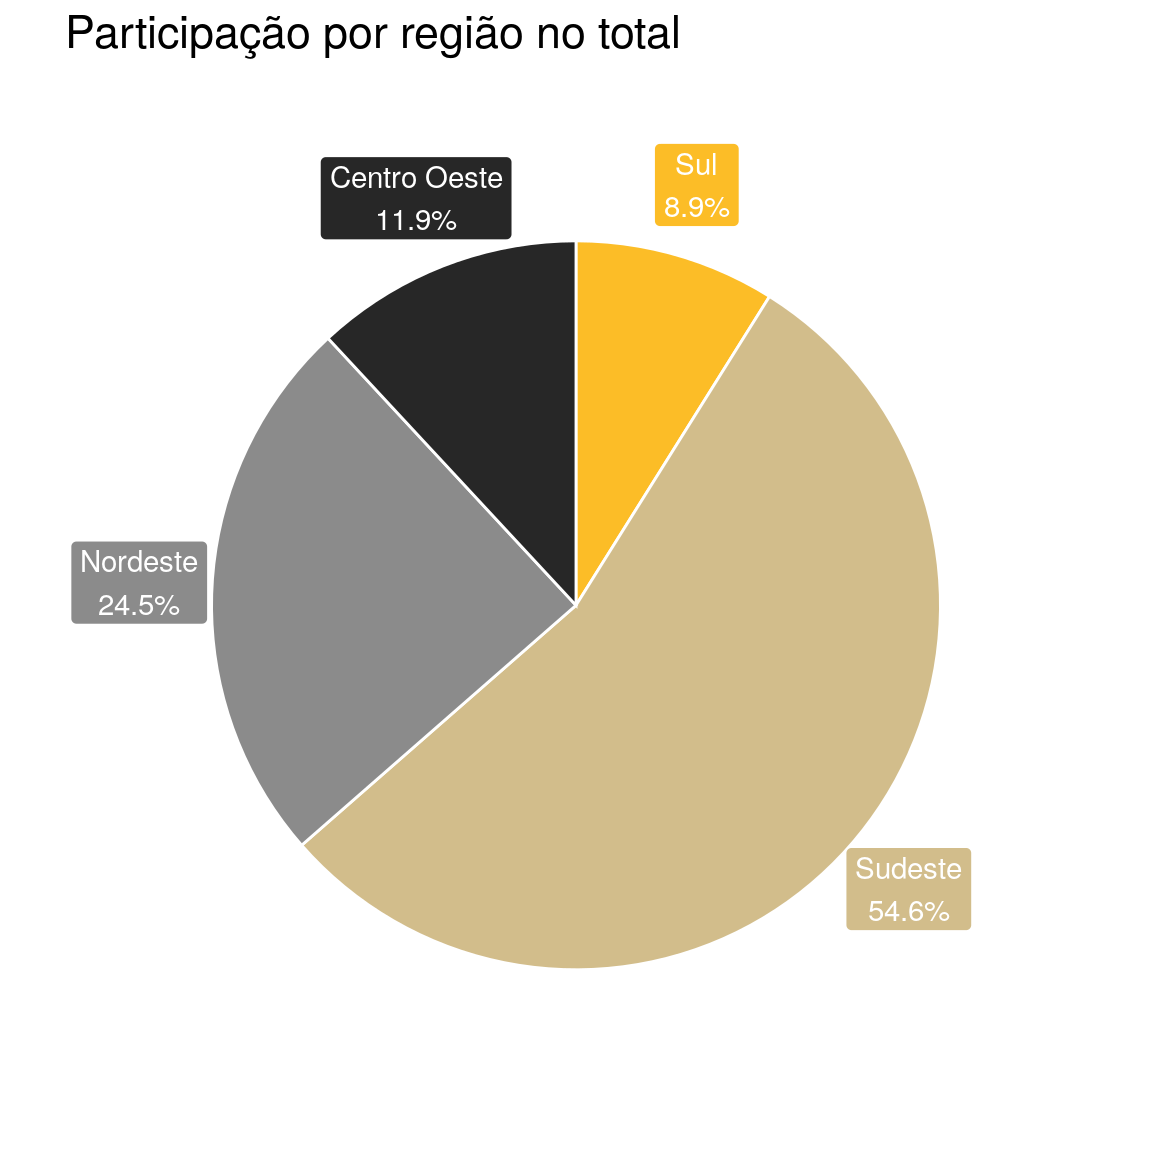 Participação por região no total
Centro Oeste
11.9%
Sul
8.9%
Nordeste
24.5%
Sudeste
54.6%